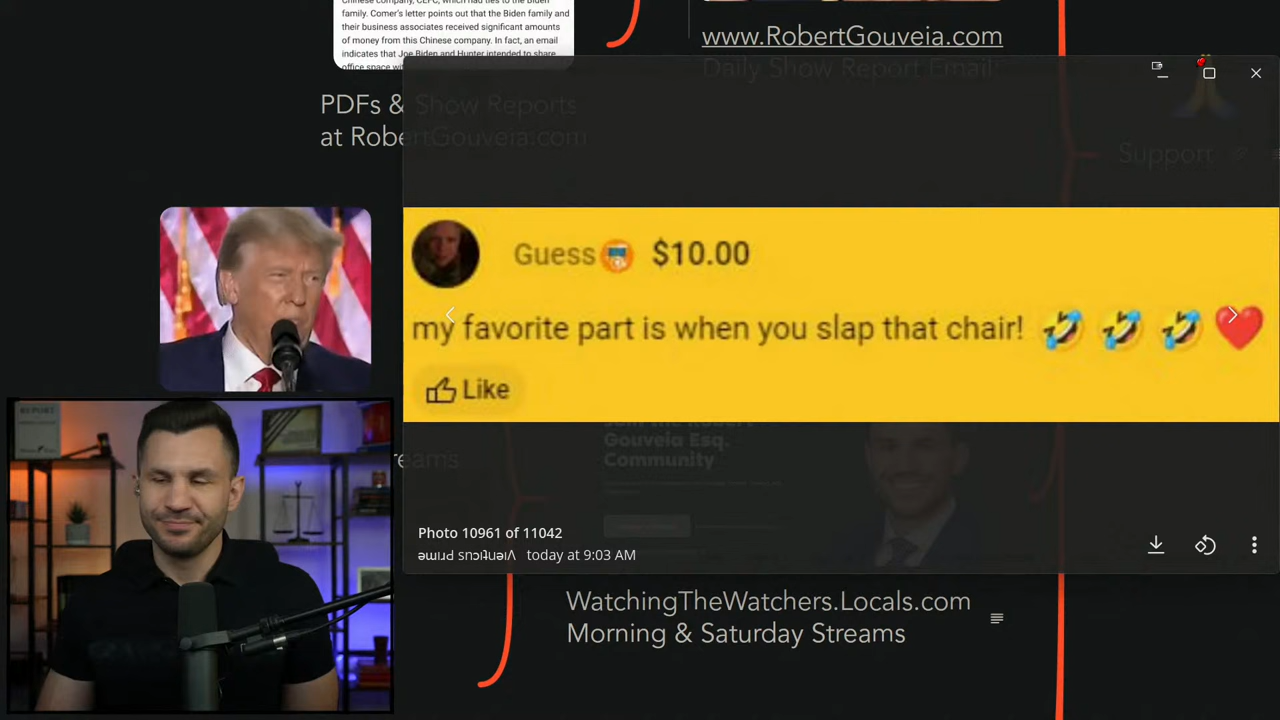 Chinese company, CEFC, which had ties to the Biden
family. Comer's letter points out that the Biden family and
their business associates received significant amounts
of money from this Chinese company. In fact, an email
indicates that Joe Biden and Hunter intended to share
office space
www.RobertGouveia.com
Daily Show Report Email!
PDFs & Show Reports
at RobertGouveia.com
Support
Guess $10.00
my favorite part is when you slap that chair! 🤣 🤣 🤣 ❤️
Like
Gouveia Esq.
Community
Photo 10961 of 11042
today at 9:03 AM
WatchingTheWatchers.Locals.com
Morning & Saturday Streams
REPORT